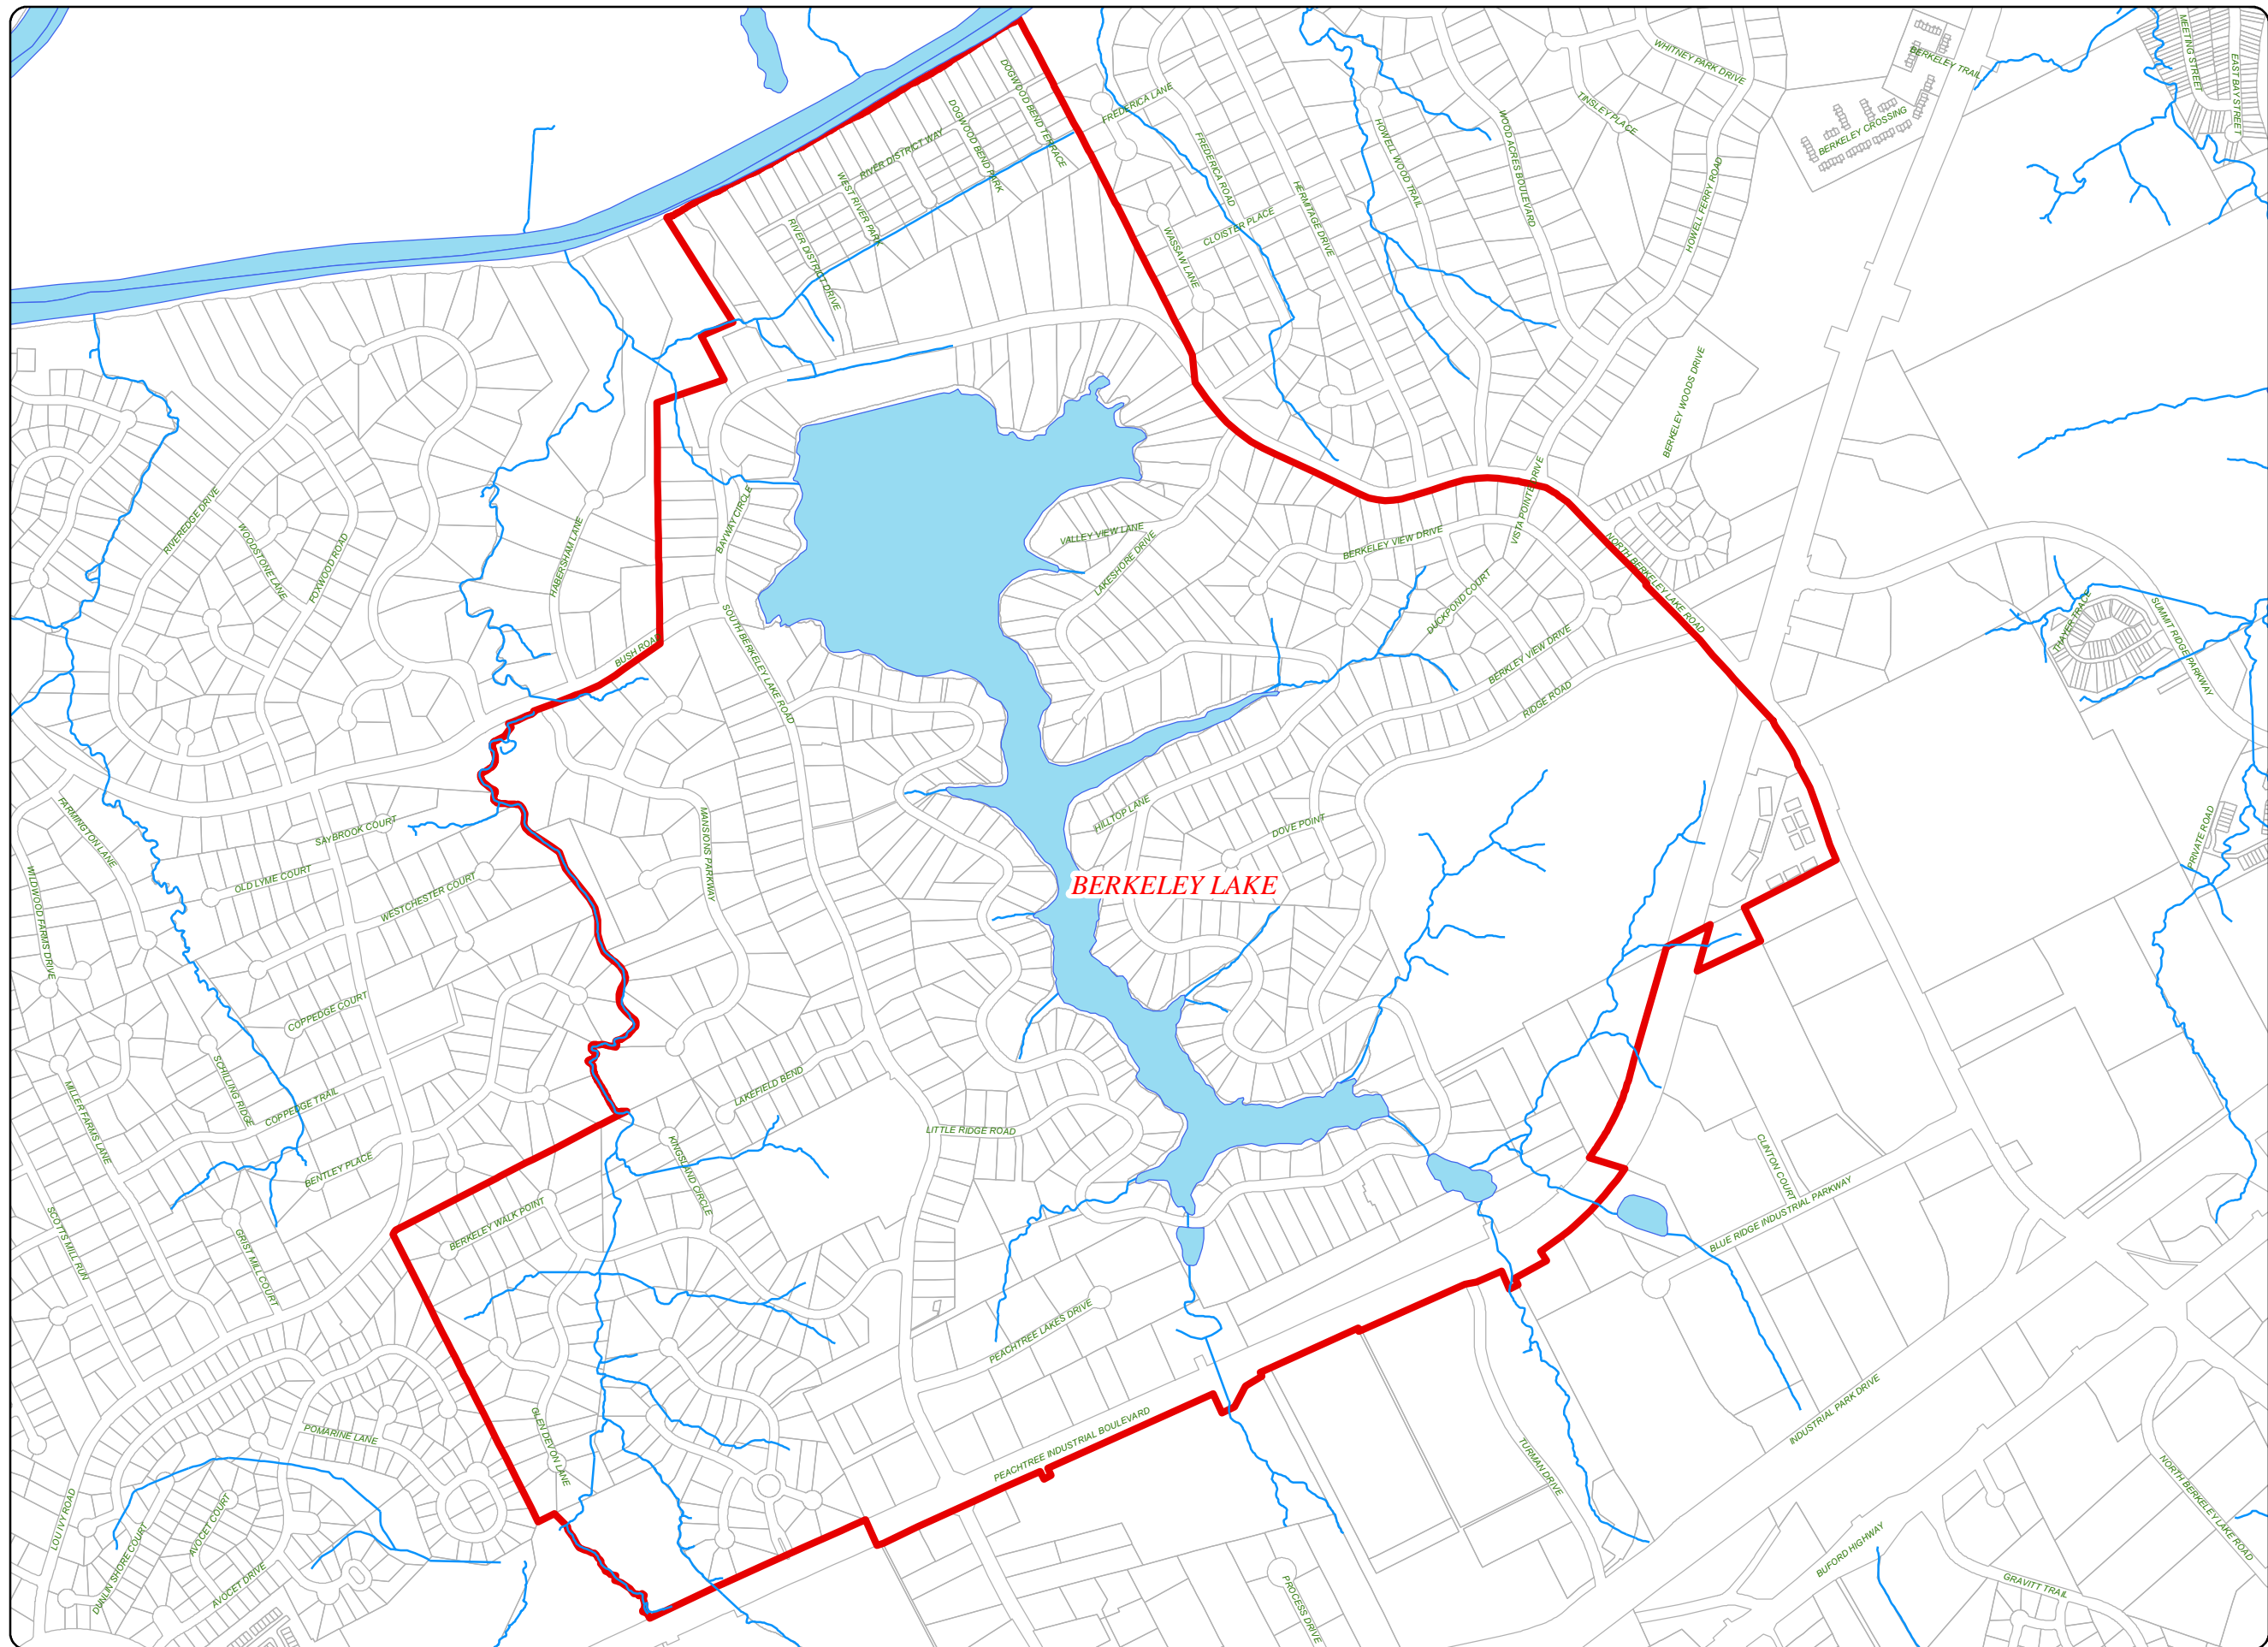 MEETING STREET
EAST BAY STREET
WHITNEY PARK DRIVE
BERKELEY TRAIL
DOGWOOD BEND TERRACE
DOGWOOD BEND PARK
FREDERICA LANE
TINSLEY PLACE
BERKELEY CROSSING
RIVER DISTRICT WAY
HOWELL WOOD TRAIL
WOOD ACRES BOULEVARD
WEST RIVER PARK
FREDERICA ROAD
HERMITAGE DRIVE
HOWELL FERRY ROAD
RIVER DISTRICT DRIVE
CLOISTER PLACE
WASSAW LANE
BERKELEY WOODS DRIVE
VISTA POINTE DRIVE
RIVEREDGE DRIVE
WOODSTONE LANE
FOXWOOD ROAD
HABERSHAM LANE
BAYWAY CIRCLE
VALLEY VIEW LANE
LAKESHORE DRIVE
BERKELEY VIEW DRIVE
NORTH BERKELEY LAKE ROAD
DUCKPOND COURT
THAYER TRACE
SUMMIT RIDGE PARKWAY
BUSH ROAD
SOUTH BERKELEY LAKE ROAD
BERKLEY VIEW DRIVE
RIDGE ROAD
FARMINGTON LANE
SAYBROOK COURT
MANSIONS PARKWAY
HILLTOP LANE
DOVE POINT
PRIVATE ROAD
WILDWOOD FARMS DRIVE
OLD LYME COURT
WESTCHESTER COURT
BERKELEY LAKE
COPPEDGE COURT
SCHILLING RIDGE
MILLER FARMS LANE
COPPEDGE TRAIL
LAKEFIELD BEND
LITTLE RIDGE ROAD
CLINTON COURT
BENTLEY PLACE
KINGSLAND CIRCLE
SCOTTS MILL RUN
GRIST MILL COURT
BERKELEY WALK POINT
BLUE RIDGE INDUSTRIAL PARKWAY
PEACHTREE LAKES DRIVE
INDUSTRIAL PARK DRIVE
POMARINE LANE
GLEN DEVON LANE
PEACHTREE INDUSTRIAL BOULEVARD
TURMAN DRIVE
LOU IVY ROAD
AVOCET COURT
DUNLIN SHORE COURT
AVOCET DRIVE
NORTH BERKELEY LAKE ROAD
BUFORD HIGHWAY
GRAVITT TRAIL
PROCESS DRIVE